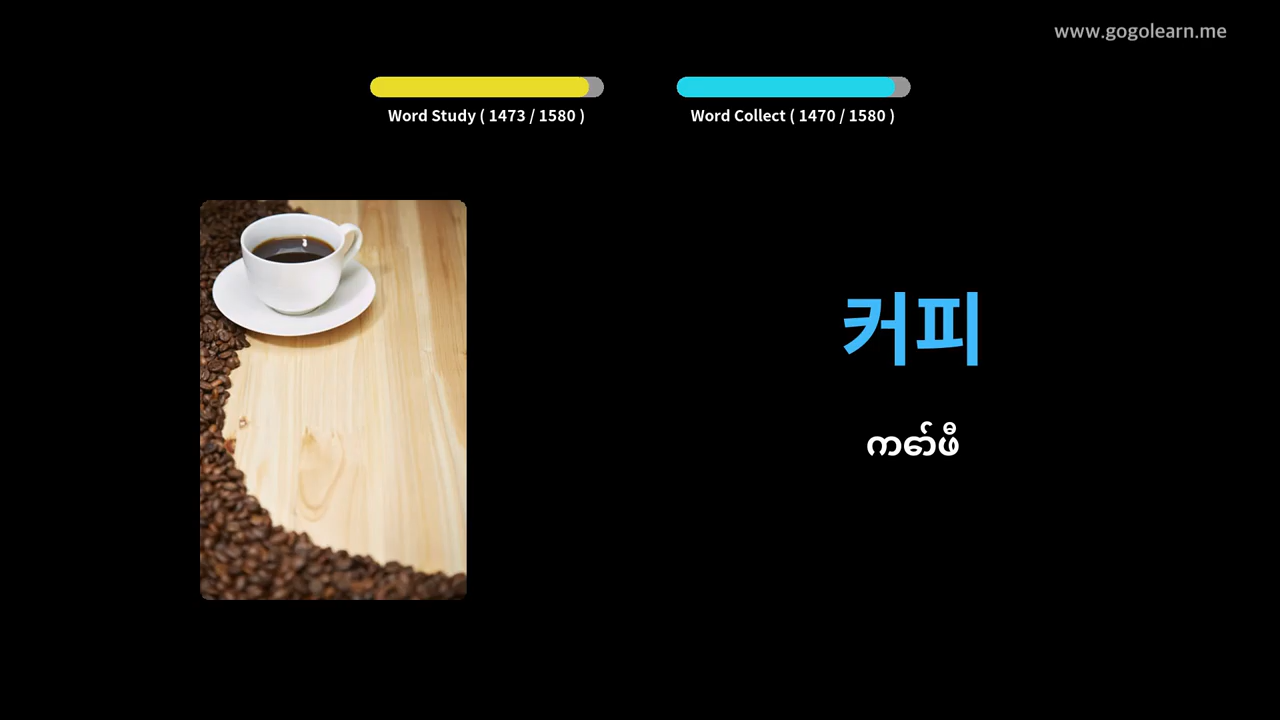 www.gogolearn.me
Word Study ( 1473 / 1580 )
Word Collect ( 1470 / 1580 )
커피
ကော်ဖီ